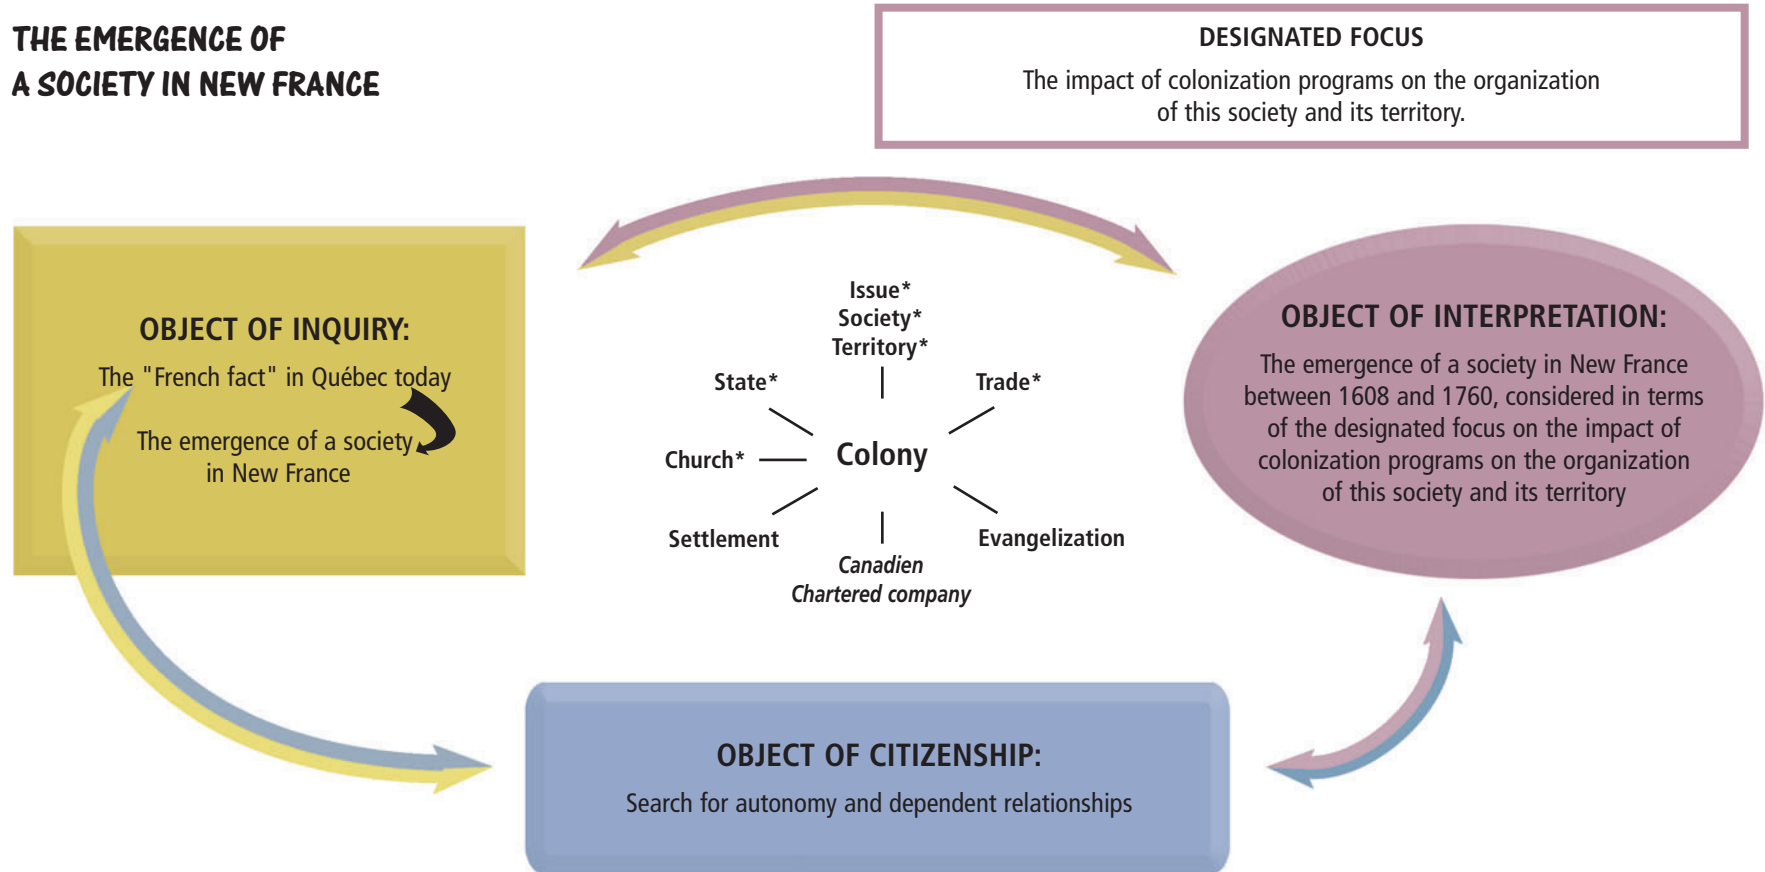 THE EMERGENCE OF
A SOCIETY IN NEW FRANCE
DESIGNATED FOCUS
The impact of colonization programs on the organization
of this society and its territory.
OBJECT OF INQUIRY:
The "French fact" in Québec today
The emergence of a society
in New France
Issue*
Society*
Territory*
State*
Trade*
Church*
Colony
Settlement
Evangelization
Canadien
Chartered company
OBJECT OF INTERPRETATION:
The emergence of a society in New France
between 1608 and 1760, considered in terms
of the designated focus on the impact of
colonization programs on the organization
of this society and its territory
OBJECT OF CITIZENSHIP:
Search for autonomy and dependent relationships